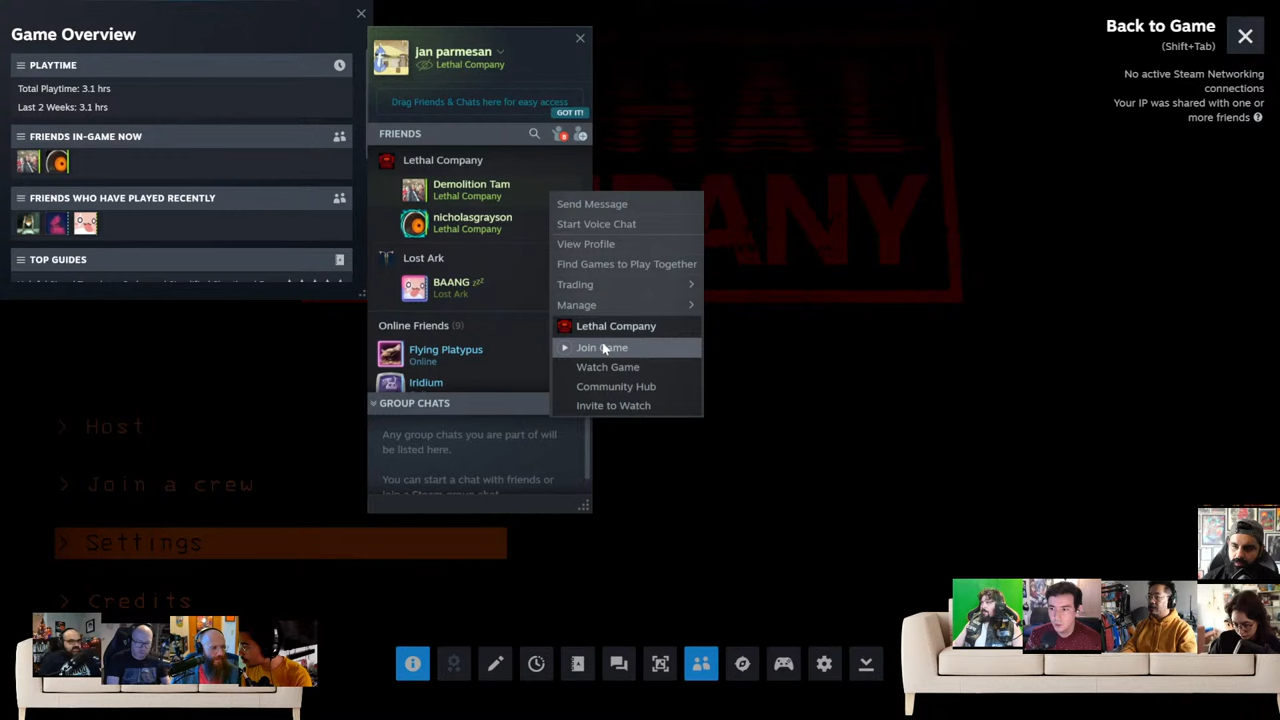 Game Overview
PLAYTIME
Total Playtime: 3.1 hrs
Last 2 Weeks: 3.1 hrs
FRIENDS IN-GAME NOW
FRIENDS WHO HAVE PLAYED RECENTLY
TOP GUIDES
jan parmesan
Lethal Company
Drag Friends & Chats here for easy access
GOT IT!
FRIENDS
8
Lethal Company
Demolition Tam
Lethal Company
nicholasgrayson
Lethal Company
Lost Ark
BAANG zzz
Lost Ark
Online Friends (9)
Flying Platypus
Online
Iridium
GROUP CHATS
Any group chats you are part of will
be listed here.
You can start a chat with friends or
Send Message
Start Voice Chat
View Profile
Find Games to Play Together
Trading
Manage
Lethal Company
Join Game
Watch Game
Community Hub
Invite to Watch
Back to Game
(Shift+Tab)
No active Steam Networking
connections
Your IP was shared with one or
more friends ?
> Host
> Join a crew
> Settings
> Credits